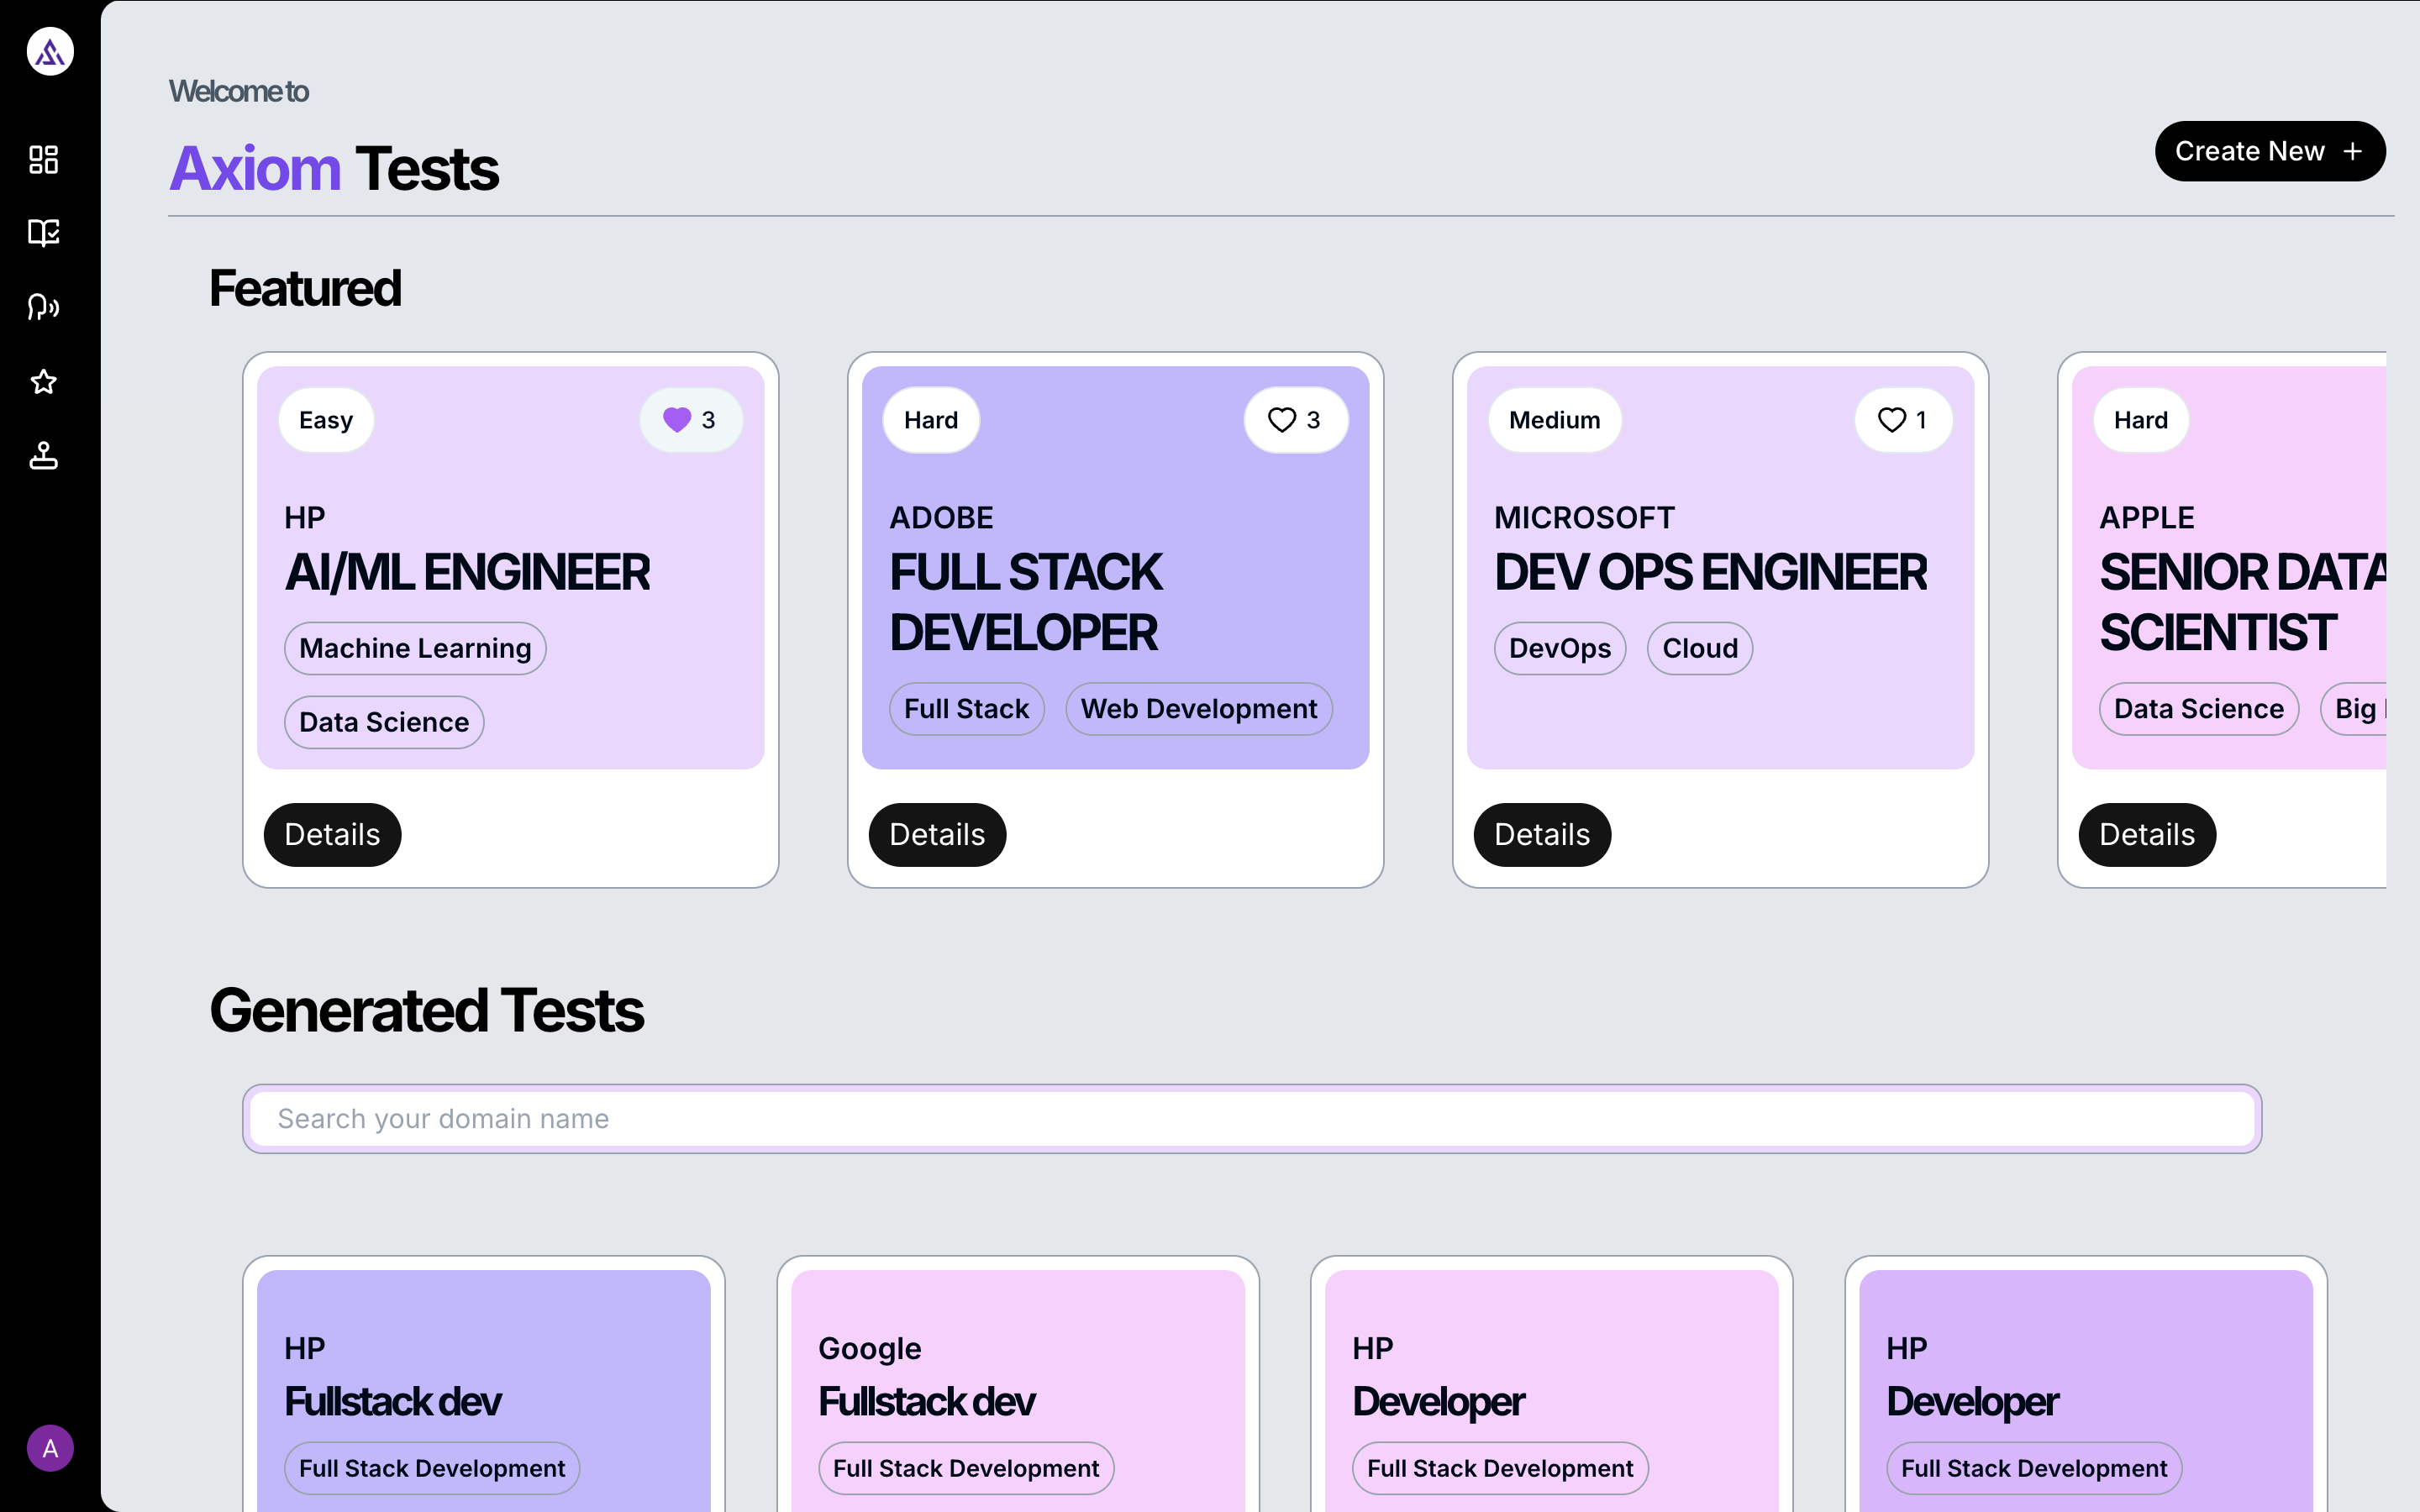 Welcome to
Axiom Tests
Create New +
Featured
Easy
3
HP
AI/ML ENGINEER
Machine Learning
Data Science
Details
Hard
3
ADOBE
FULL STACK
DEVELOPER
Full Stack
Web Development
Details
Medium
1
MICROSOFT
DEV OPS ENGINEER
DevOps
Cloud
Details
Hard
APPLE
SENIOR DATA
SCIENTIST
Data Science
Big
Details
Generated Tests
Search your domain name
HP
Fullstack dev
Full Stack Development
Google
Fullstack dev
Full Stack Development
HP
Developer
Full Stack Development
HP
Developer
Full Stack Development
A